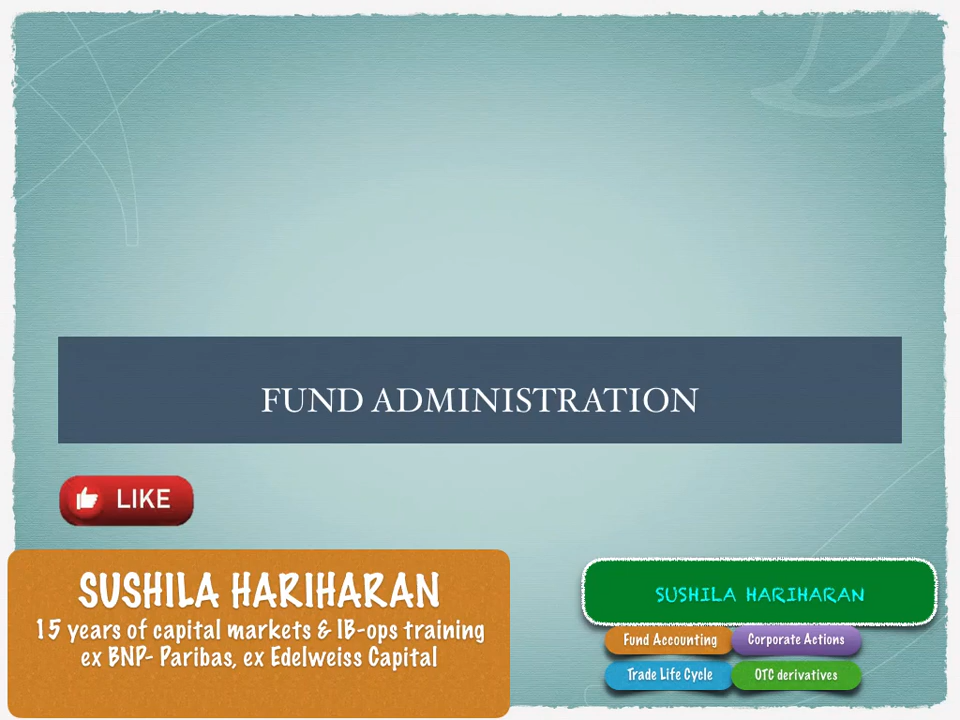 FUND ADMINISTRATION
LIKE
SUSHILA HARIHARAN
15 years of capital markets & IB-ops training
ex BNP- Paribas, ex Edelweiss Capital
SUSHILA HARIHARAN
Fund Accounting
Corporate Actions
Trade Life Cycle
OTC derivatives